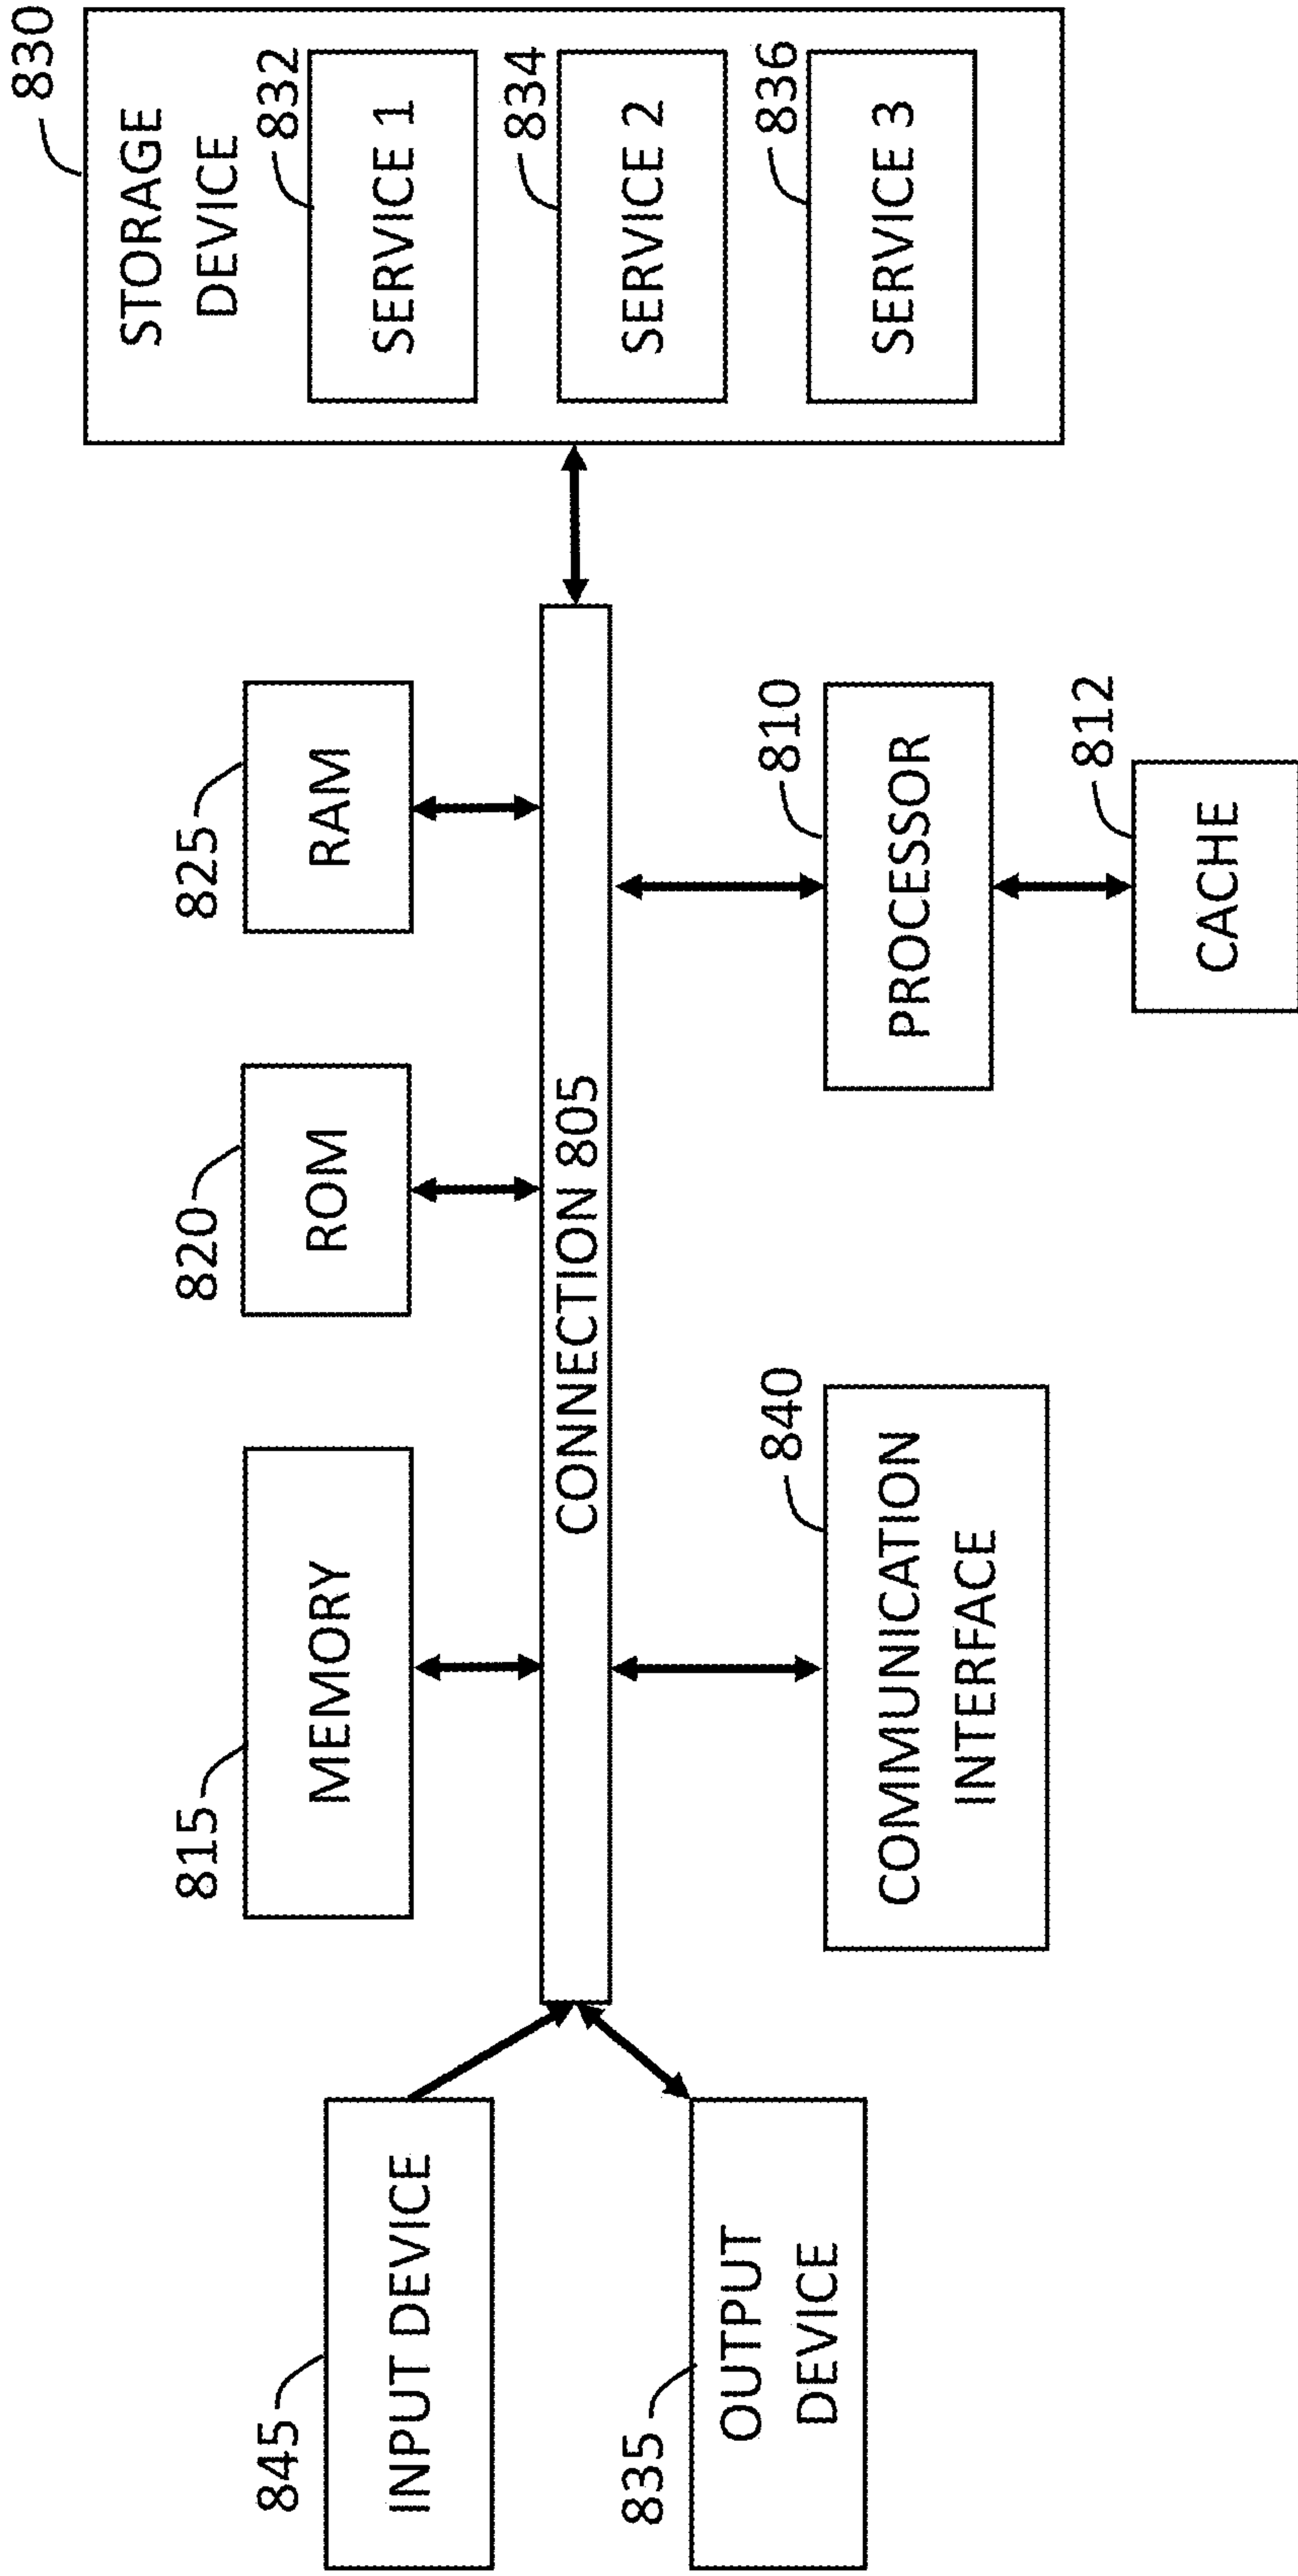 830
STORAGE
DEVICE
832
SERVICE 1
834
SERVICE 2
836
SERVICE 3
825
RAM
820
ROM
815
MEMORY
CONNECTION 805
845
INPUT DEVICE
835
OUTPUT
DEVICE
840
COMMUNICATION
INTERFACE
810
PROCESSOR
812
CACHE